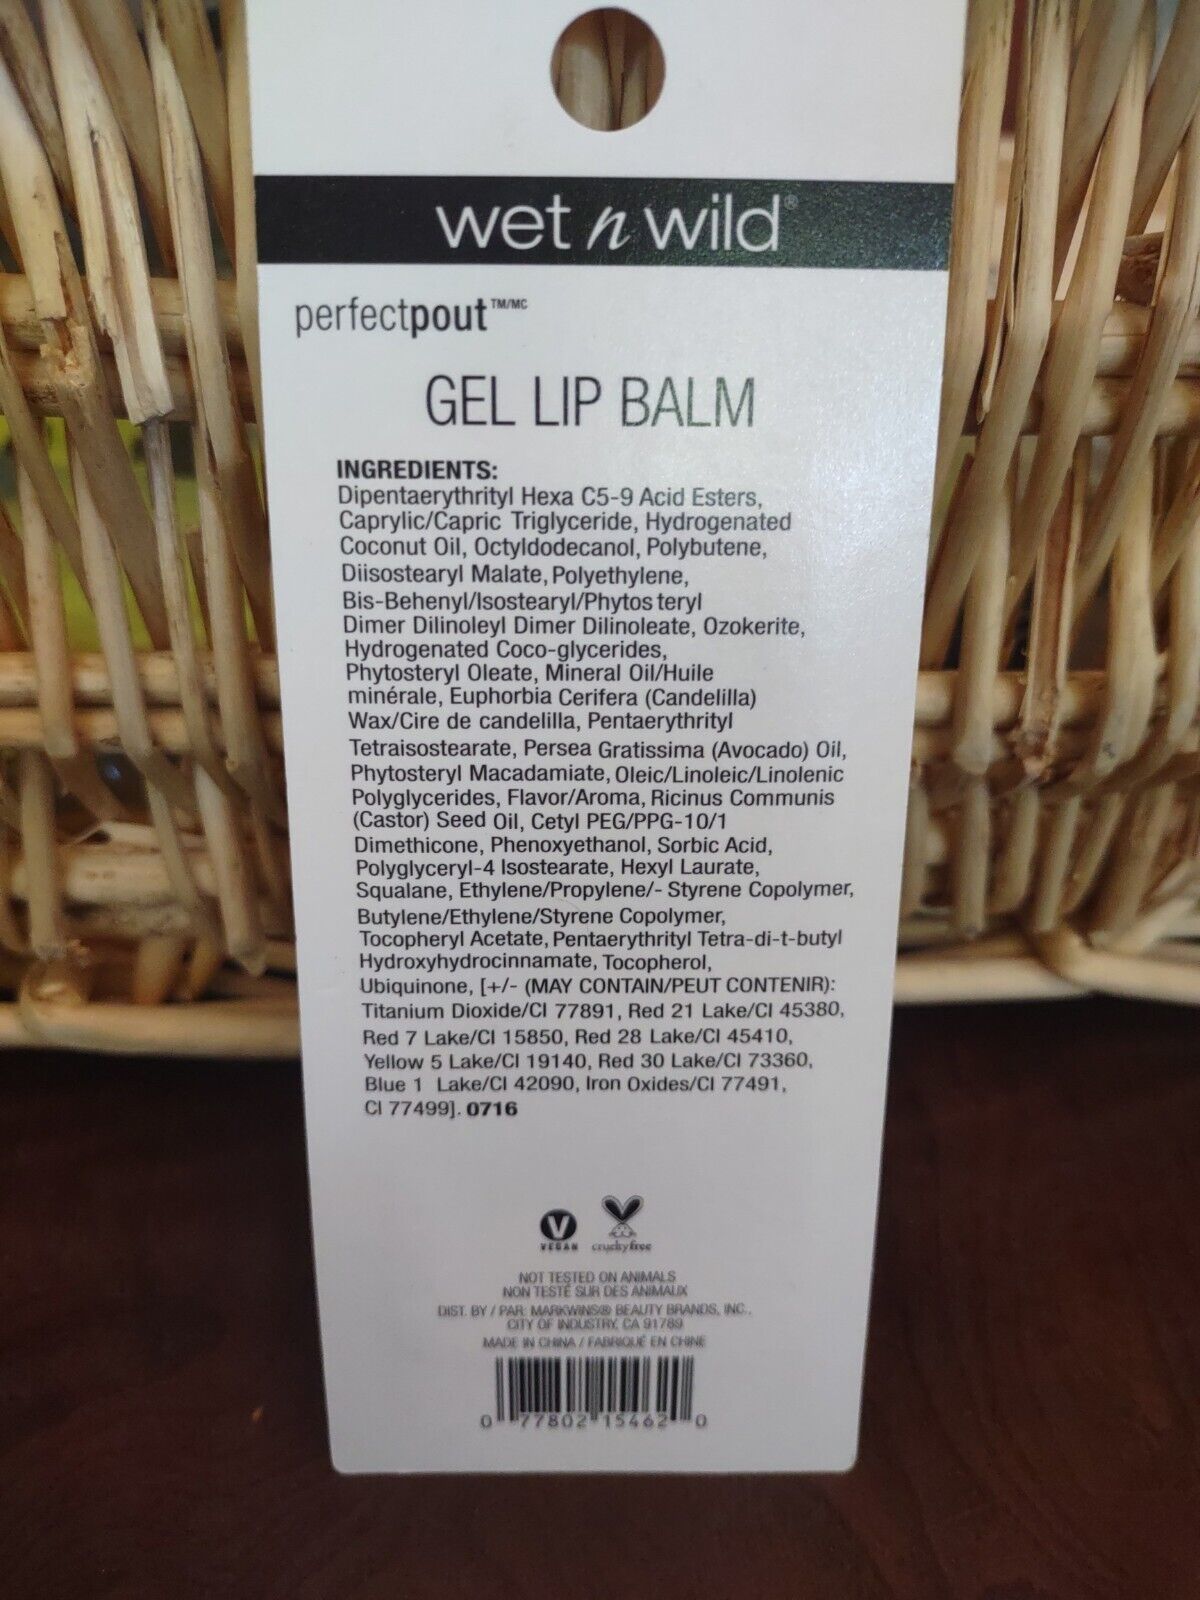 wet n wild®
perfectpout™/MC
GEL LIP BALM
INGREDIENTS:
Dipentaerythrityl Hexa C5-9 Acid Esters,
Caprylic/Capric Triglyceride, Hydrogenated
Coconut Oil, Octyldodecanol, Polybutene,
Diisostearyl Malate, Polyethylene,
Bis-Behenyl/Isostearyl/Phytos teryl
Dimer Dilinoleyl Dimer Dilinoleate, Ozokerite,
Hydrogenated Coco-glycerides,
Phytosteryl Oleate, Mineral Oil/Huile
minérale, Euphorbia Cerifera (Candelilla)
Wax/Cire de candelilla, Pentaerythrityl
Tetraisostearate, Persea Gratissima (Avocado) Oil,
Phytosteryl Macadamiate, Oleic/Linoleic/Linolenic
Polyglycerides, Flavor/Aroma, Ricinus Communis
(Castor) Seed Oil, Cetyl PEG/PPG-10/1
Dimethicone, Phenoxyethanol, Sorbic Acid,
Polyglyceryl-4 Isostearate, Hexyl Laurate,
Squalane, Ethylene/Propylene/- Styrene Copolymer,
Butylene/Ethylene/Styrene Copolymer,
Tocopheryl Acetate, Pentaerythrityl Tetra-di-t-butyl
Hydroxyhydrocinnamate, Tocopherol,
Ubiquinone, [+/- (MAY CONTAIN/PEUT CONTENIR):
Titanium Dioxide/CI 77891, Red 21 Lake/CI 45380,
Red 7 Lake/CI 15850, Red 28 Lake/CI 45410,
Yellow 5 Lake/CI 19140, Red 30 Lake/CI 73360,
Blue 1 Lake/CI 42090, Iron Oxides/CI 77491,
CI 77499]. 0716
V
VEGAN crueltyfree
NOT TESTED ON ANIMALS
NON TESTÉ SUR DES ANIMAUX
DIST. BY / PAR: MARKWINS® BEAUTY BRANDS, INC.,
CITY OF INDUSTRY, CA 91789
MADE IN CHINA / FABRIQUÉ EN CHINE
0 77802 15462 0